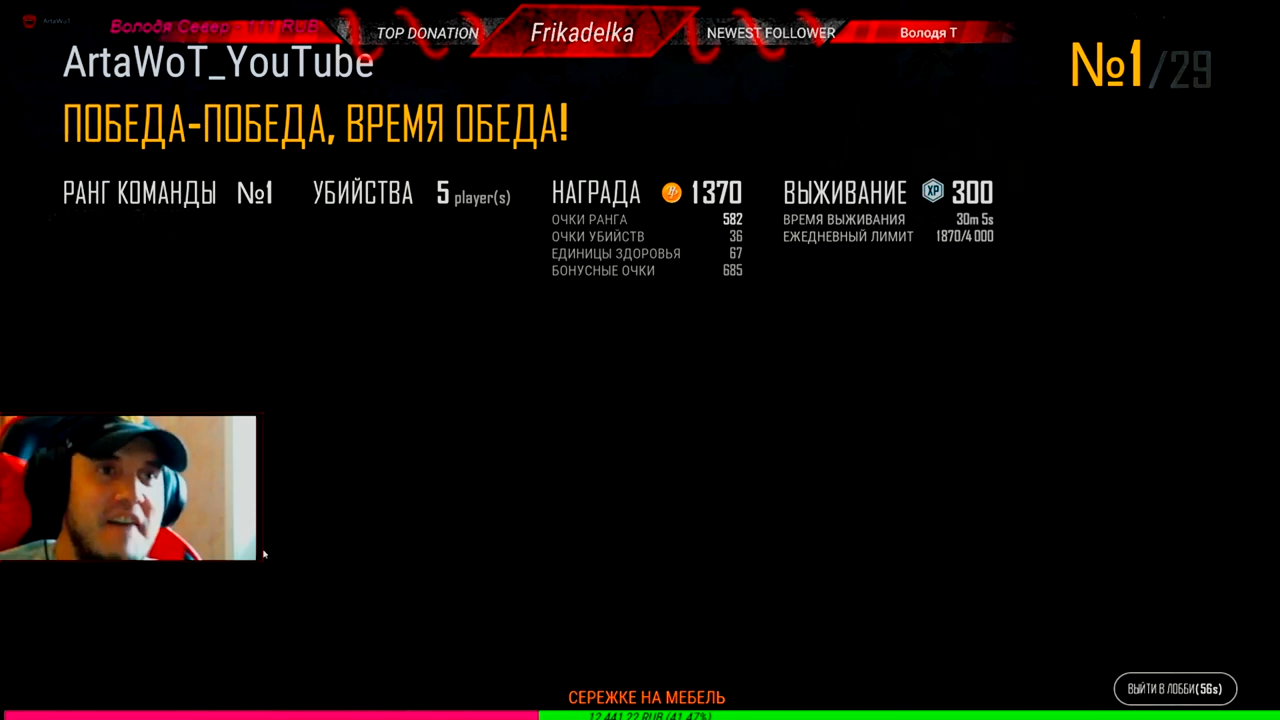 ArtaWoT
Володя Север - 111 RUB
TOP DONATION
Frikadelka
NEWEST FOLLOWER
Володя Т
ArtaWoT_YouTube
№1/29
ПОБЕДА-ПОБЕДА, ВРЕМЯ ОБЕДА!
РАНГ КОМАНДЫ №1
УБИЙСТВА 5 player(s)
НАГРАДА 1370
ОЧКИ РАНГА 582
ОЧКИ УБИЙСТВ 36
ЕДИНИЦЫ ЗДОРОВЬЯ 67
БОНУСНЫЕ ОЧКИ 685
ВЫЖИВАНИЕ XP 300
ВРЕМЯ ВЫЖИВАНИЯ 30m 5s
ЕЖЕДНЕВНЫЙ ЛИМИТ 1870/4 000
СЕРЕЖКЕ НА МЕБЕЛЬ
12 441.22 RUB (41.47%)
ВЫЙТИ В ЛОББИ(56s)